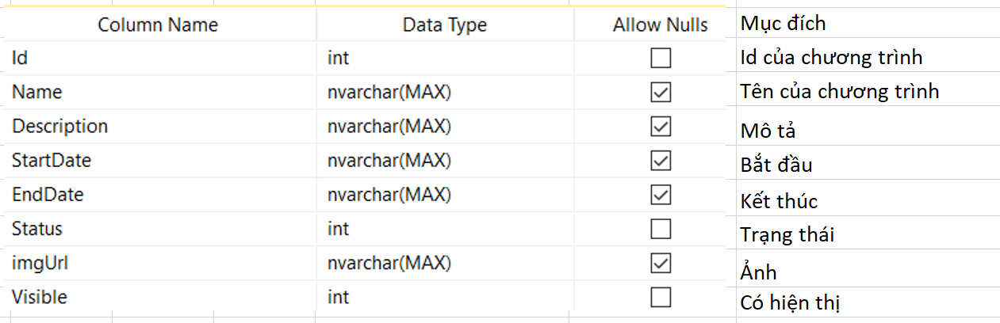 Column Name Data Type Allow Nulls Mục đích
Id int Id của chương trình
Name nvarchar(MAX) Tên của chương trình
Description nvarchar(MAX) Mô tả
StartDate nvarchar(MAX) Bắt đầu
EndDate nvarchar(MAX) Kết thúc
Status int Trạng thái
imgUrl nvarchar(MAX) Ảnh
Visible int Có hiện thị